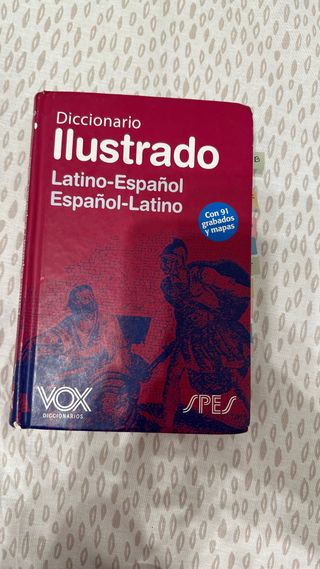 Diccionario
Ilustrado
Latino-Español
Español-Latino
Con 91
grabados
y mapas
B
VOX
DICCIONARIOS
SPES